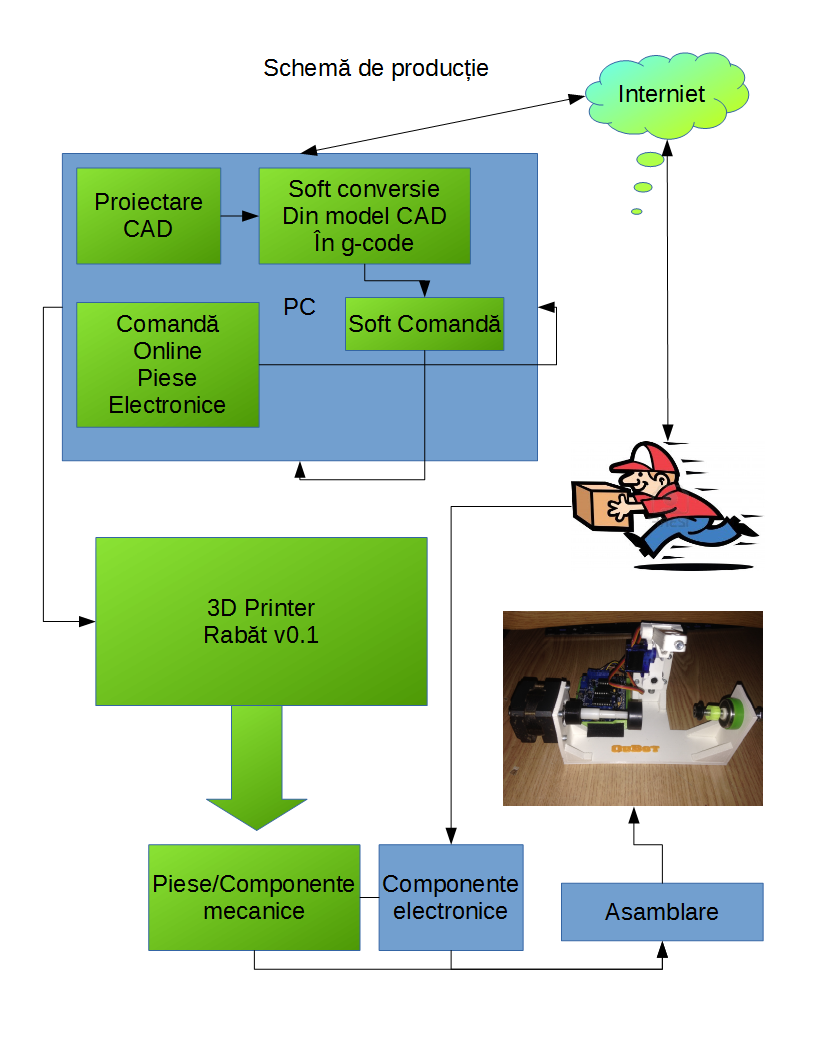 Schemă de producție
Interniet
Proiectare
CAD
Soft conversie
Din model CAD
În g-code
PC
Soft Comandă
Comandă
Online
Piese
Electronice
3D Printer
Rabăt v0.1
Piese/Componente
mecanice
Componente
electronice
Asamblare